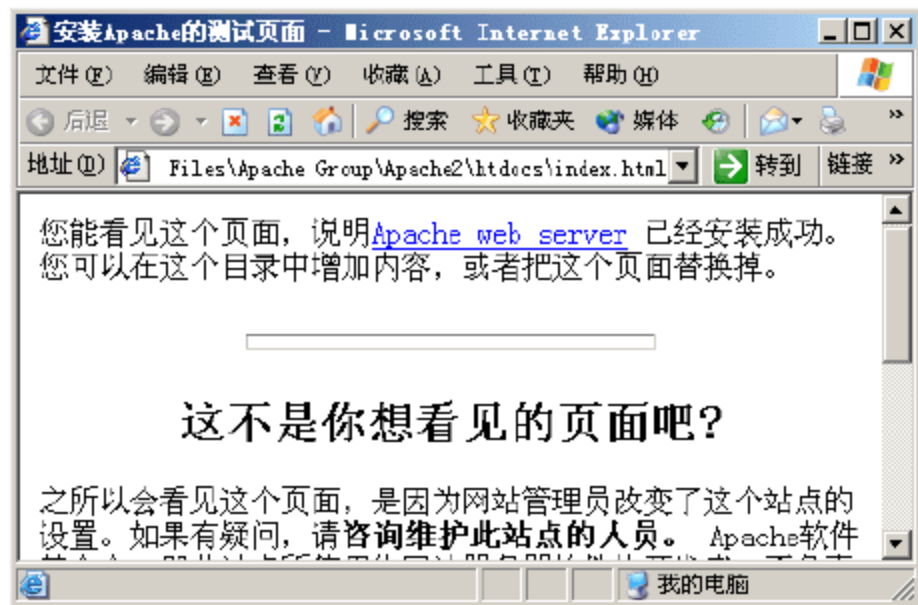 安装Apache的测试页面 - Microsoft Internet Explorer
文件(F) 编辑(E) 查看(V) 收藏(A) 工具(T) 帮助(H)
后退 搜索 收藏夹 媒体 »
地址(D) Files\Apache Group\Apache2\htdocs\index.html 转到 链接 »
您能看见这个页面，说明Apache web server 已经安装成功。
您可以在这个目录中增加内容，或者把这个页面替换掉。
这不是你想看见的页面吧?
之所以会看见这个页面，是因为网站管理员改变了这个站点的
设置。如果有疑问，请咨询维护此站点的人员。 Apache软件
我的电脑